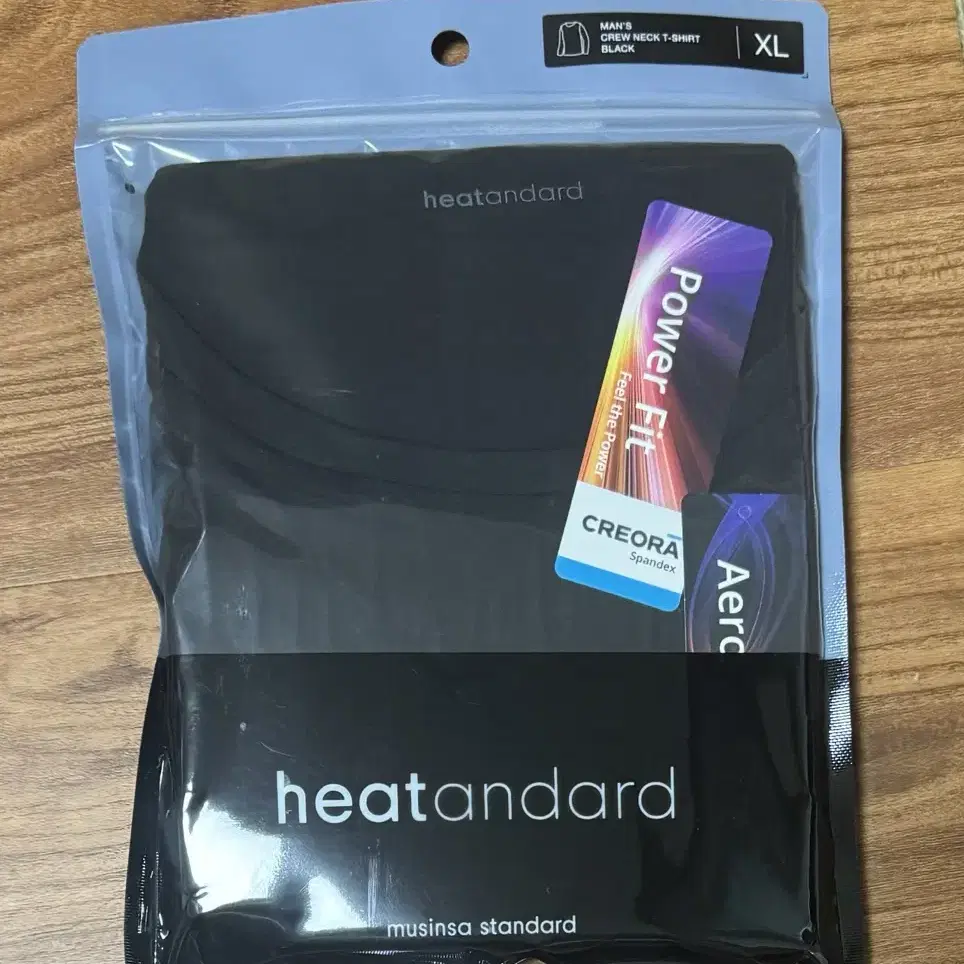 MAN'S
CREW NECK T-SHIRT
BLACK
XL
heatandard
Power Fit
Feel the Power
CREORA
Spandex
Aero
heatandard
musinsa standard